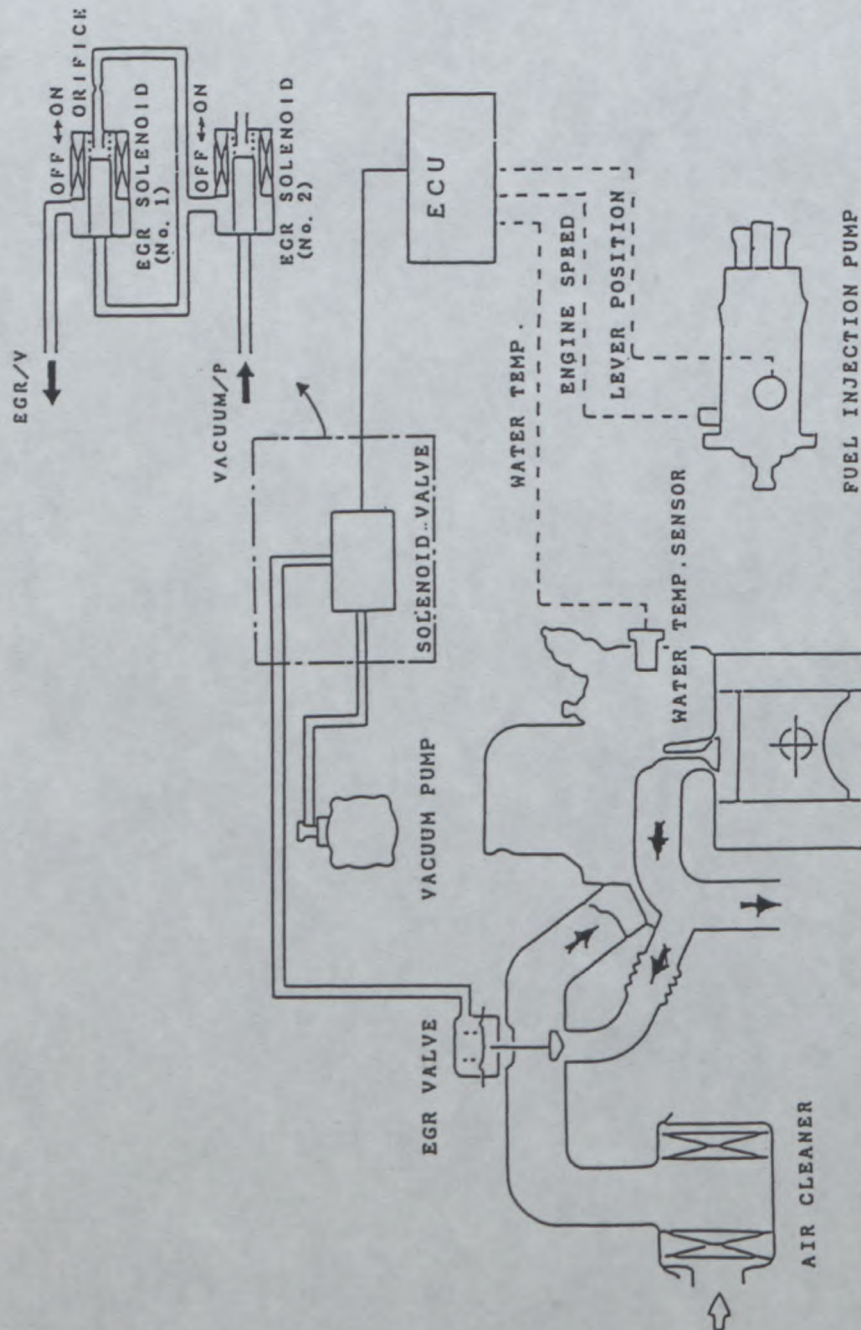 EGR/V
OFF ↔ ON
ORIFICE
EGR SOLENOID
(No. 1)
OFF ↔ ON
VACUUM/P
EGR SOLENOID
(No. 2)
SOLENOID VALVE
ECU
VACUUM PUMP
EGR VALVE
WATER TEMP.
ENGINE SPEED
LEVER POSITION
WATER TEMP. SENSOR
AIR CLEANER
FUEL INJECTION PUMP